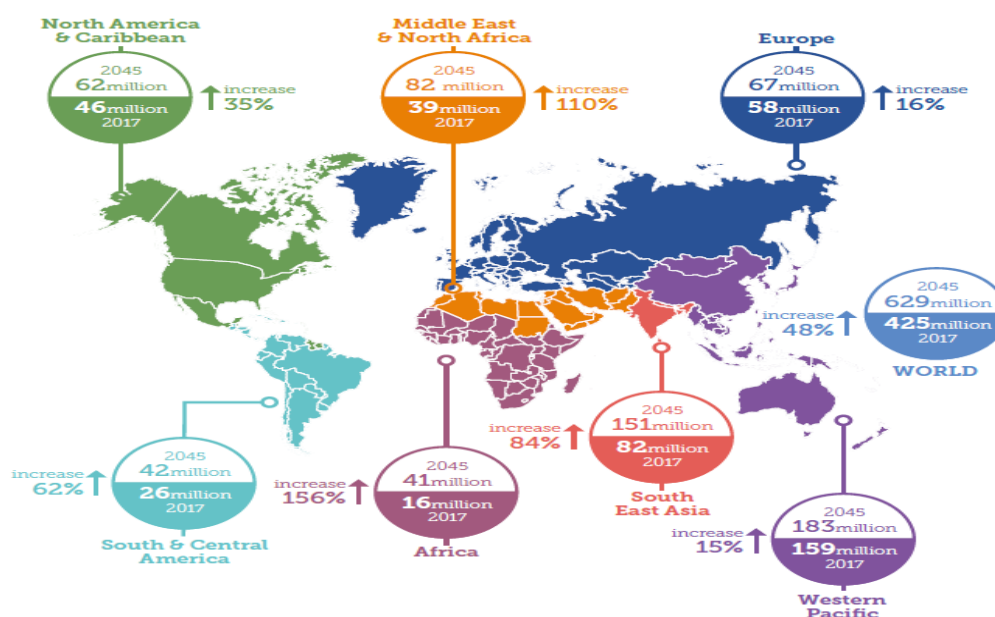 North America
& Caribbean
2045
62million
46million
2017
increase
35%
Middle East
& North Africa
2045
82 million
39million
2017
increase
110%
Europe
2045
67million
58million
2017
increase
16%
2045
629million
425million
2017
WORLD
increase
48%
2045
151million
82million
2017
South
East Asia
increase
84%
2045
42million
26million
2017
South & Central
America
increase
62%
2045
41million
16million
2017
Africa
increase
156%
2045
183million
159million
2017
Western
Pacific
increase
15%